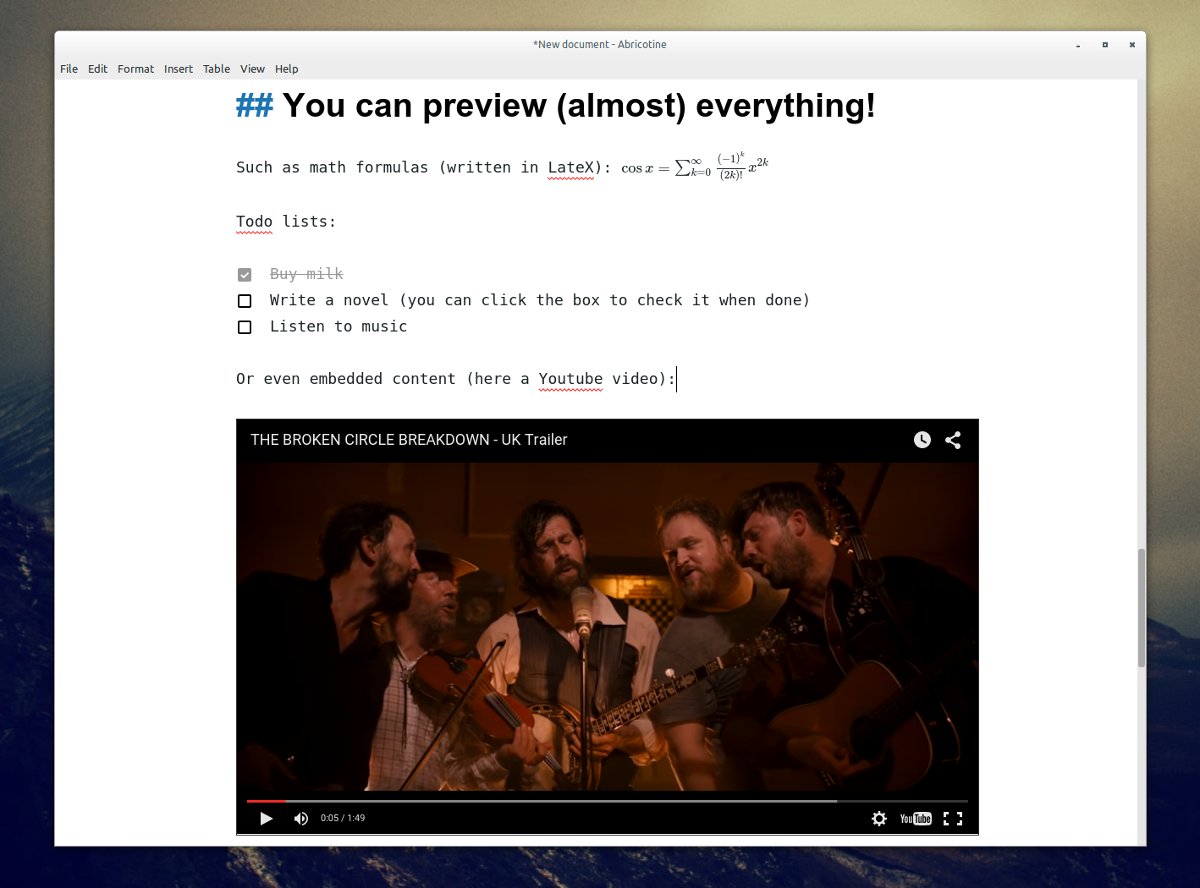 *New document - Abricotine
File Edit Format Insert Table View Help
## You can preview (almost) everything!
Such as math formulas (written in LateX): cos x = ∑_{k=0}^{∞} \frac{(-1)^k}{(2k)!} x^{2k}
Todo lists:
Buy milk
Write a novel (you can click the box to check it when done)
Listen to music
Or even embedded content (here a Youtube video):
THE BROKEN CIRCLE BREAKDOWN - UK Trailer
0:05 / 1:49
YouTube